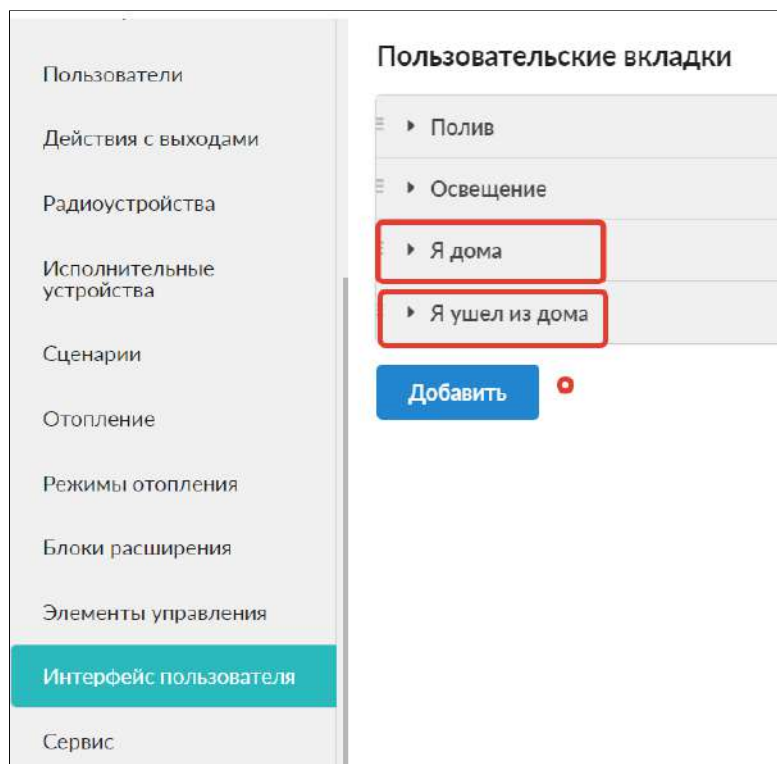 Пользователи
Действия с выходами
Радиоустройства
Исполнительные
устройства
Сценарии
Отопление
Режимы отопления
Блоки расширения
Элементы управления
Интерфейс пользователя
Сервис
Пользовательские вкладки
Полив
Освещение
Я дома
Я ушел из дома
Добавить